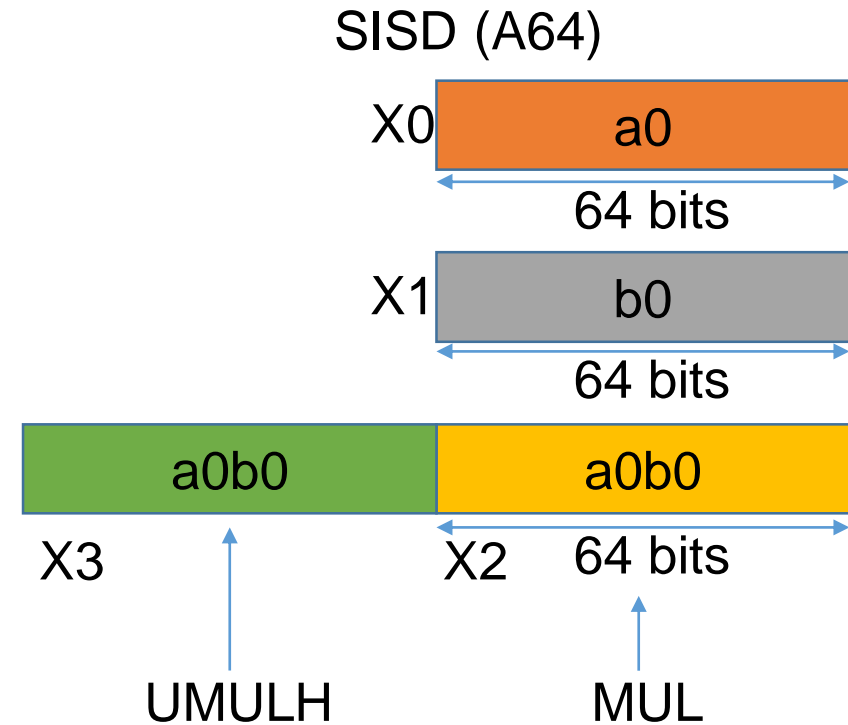 SISD (A64)
X0 a0
64 bits
X1 b0
64 bits
a0b0 a0b0
X3 X2 64 bits
UMULH MUL